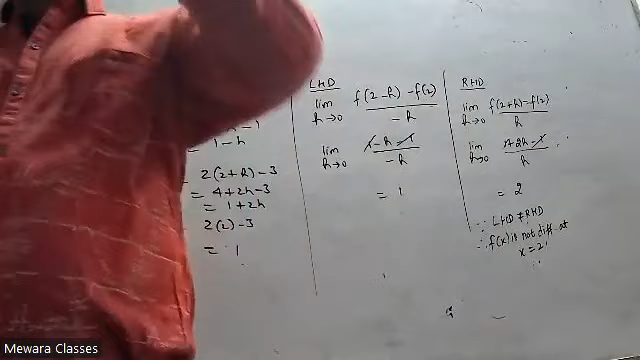 1 - h
2(2+h) - 3
= 4 + 2h - 3
= 1 + 2h
2(2) - 3
= 1
LHD
lim h→0 f(2-h) - f(2) / -h
lim h→0 1 - h - 1 / -h
= 1
RHD
lim h→0 f(2+h) - f(2) / h
lim h→0 1 + 2h - 1 / h
= 2
∵ LHD ≠ RHD
∴ f(x) is not diff. at
x = 2
Mewara Classes